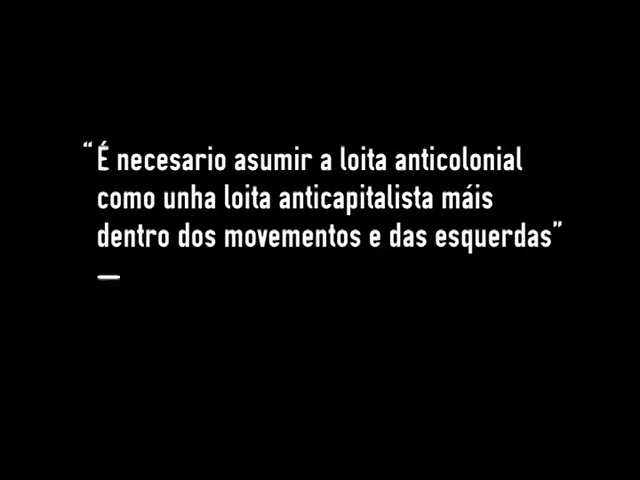 “É necesario asumir a loita anticolonial
como unha loita anticapitalista máis
dentro dos movementos e das esquerdas”